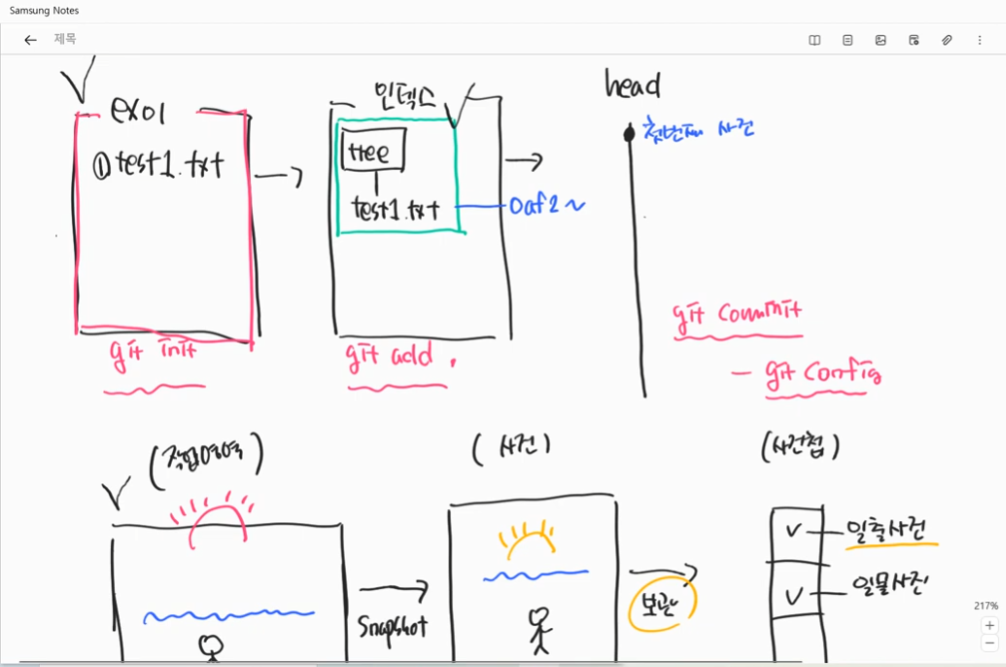 Samsung Notes
제목
ex01
① test1.txt
git init
인덱스
tree
test1.txt
0af2~
git add .
head
첫번째 사진
git commit
- git config
(작업영역)
(사진)
(사진첩)
Snapshot
보관
일출사진
일몰사진
217%